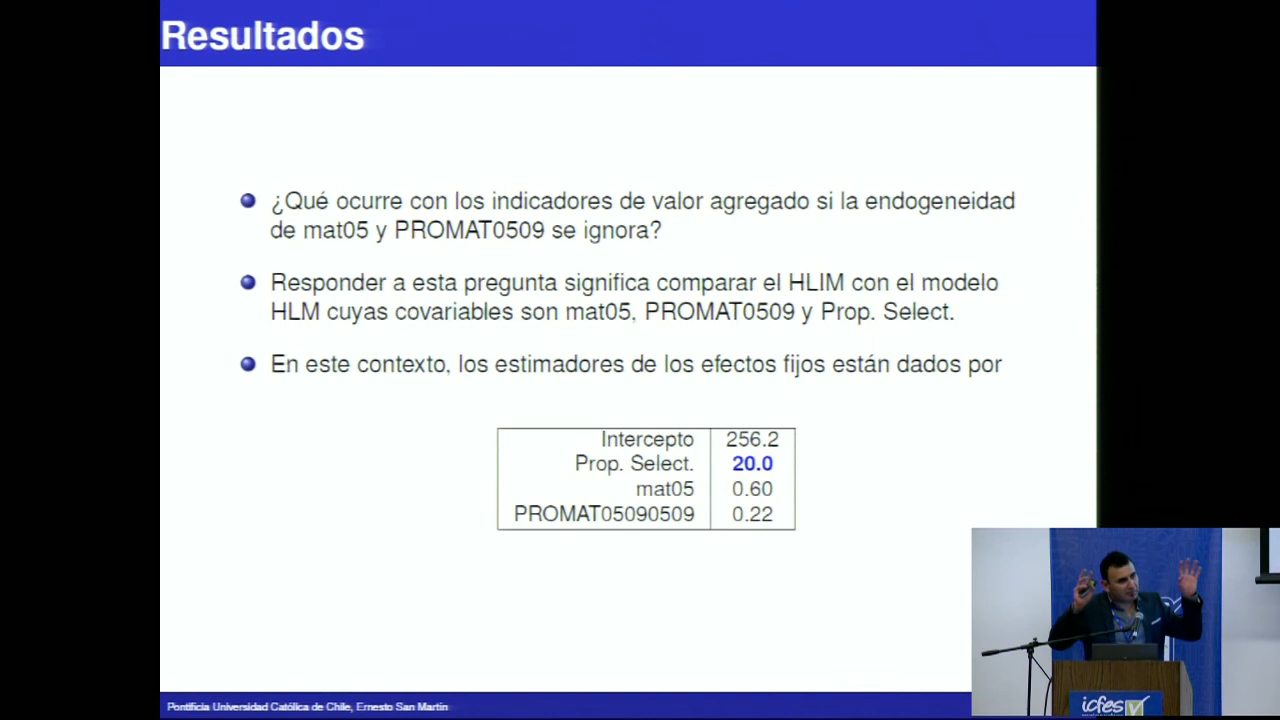 Resultados
¿Qué ocurre con los indicadores de valor agregado si la endogeneidad
de mat05 y PROMAT0509 se ignora?
Responder a esta pregunta significa comparar el HLIM con el modelo
HLM cuyas covariables son mat05, PROMAT0509 y Prop. Select.
En este contexto, los estimadores de los efectos fijos están dados por
Intercepto 256.2
Prop. Select. 20.0
mat05 0.60
PROMAT05090509 0.22
Pontificia Universidad Católica de Chile, Ernesto San Martín
icfes